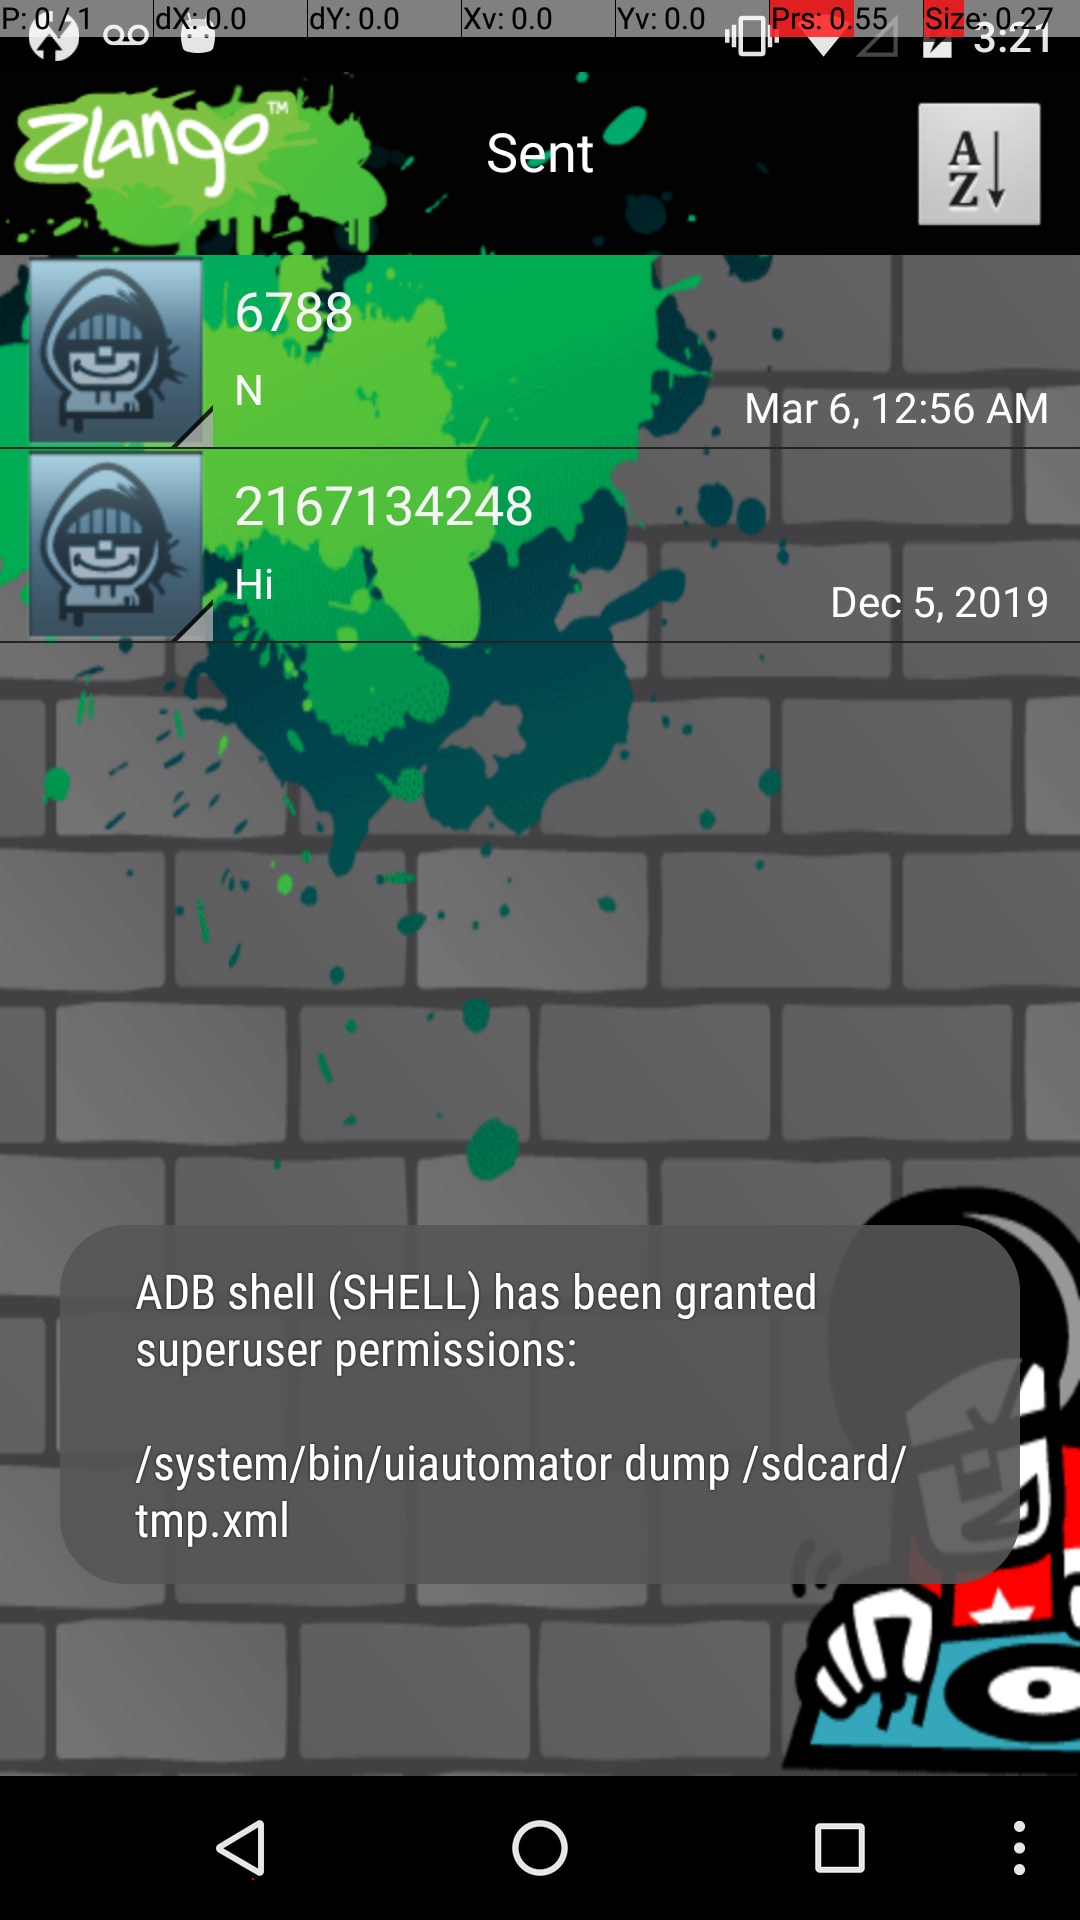 P: 0 / 1 dX: 0.0 dY: 0.0 Xv: 0.0 Yv: 0.0 Prs: 0.55 Size: 0.27
3:21
Zlango™
Sent
A
Z
6788
N
Mar 6, 12:56 AM
2167134248
Hi
Dec 5, 2019
ADB shell (SHELL) has been granted
superuser permissions:
/system/bin/uiautomator dump /sdcard/
tmp.xml